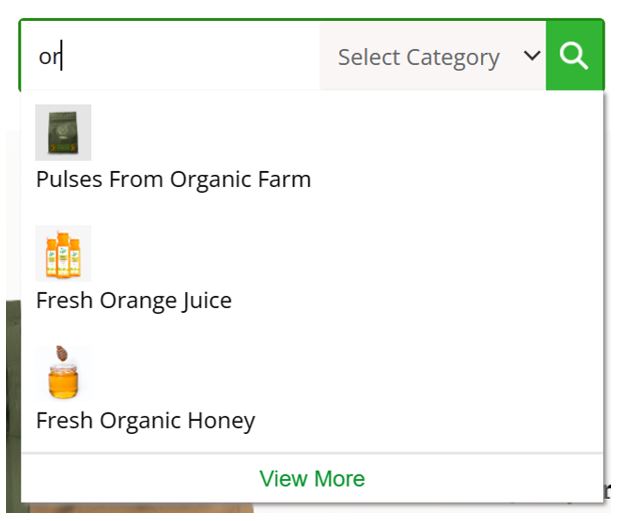 or
Select Category
Pulses From Organic Farm
Fresh Orange Juice
Fresh Organic Honey
View More